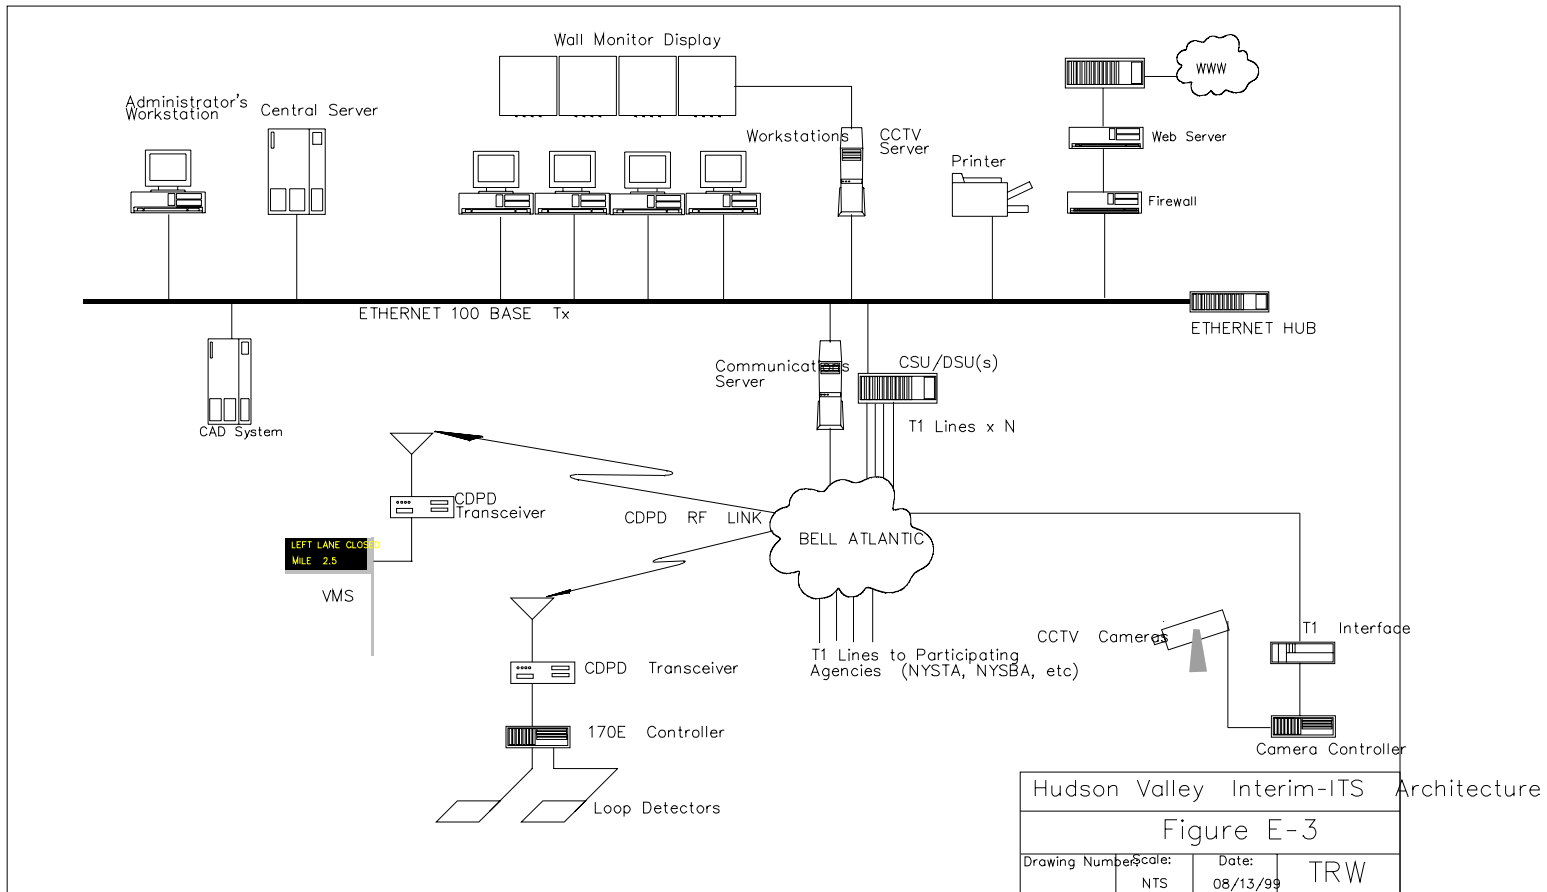 Wall Monitor Display
WWW
Administrator's
Workstation
Central Server
Workstations
CCTV
Server
Web Server
Printer
Firewall
ETHERNET 100 BASE Tx
ETHERNET HUB
Communications
Server
CSU/DSU(s)
T1 Lines x N
CAD System
CDPD
Transceiver
CDPD RF LINK
BELL ATLANTIC
LEFT LANE CLOSED
MILE 2.5
VMS
CCTV Cameras
T1 Interface
T1 Lines to Participating
Agencies (NYSTA, NYSBA, etc)
CDPD Transceiver
170E Controller
Camera Controller
Loop Detectors
Hudson Valley Interim-ITS Architecture
Figure E-3
Drawing Number:
Scale:
NTS
Date:
08/13/99
TRW